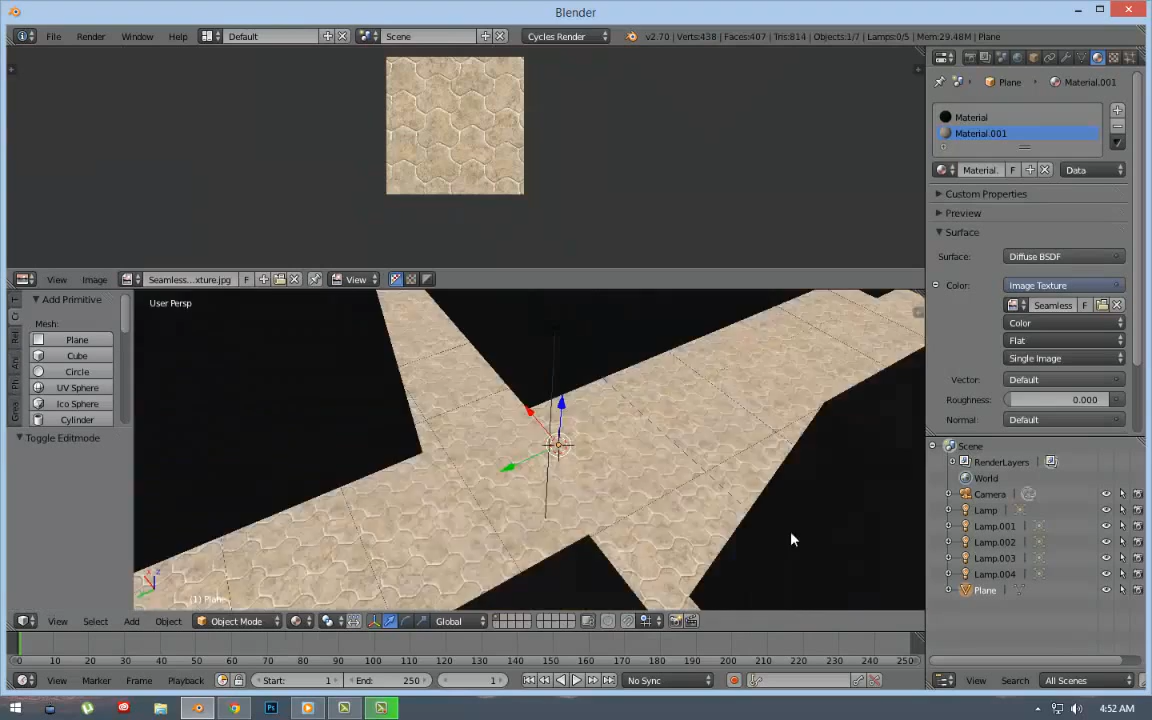 Blender
File Render Window Help Default Scene Cycles Render v2.70 | Verts:438 | Faces:407 | Tris:814 | Objects:1/7 | Lamps:0/5 | Mem:29.48M | Plane
Plane Material.001
Material
Material.001
Material. F Data
Custom Properties
Preview
Surface
Surface: Diffuse BSDF
Color: Image Texture
Seamless F
Color
Flat
Single Image
Vector: Default
Roughness: 0.000
Normal: Default
View Image Seamless...xture.jpg F View
Add Primitive
Mesh:
Plane
Cube
Circle
UV Sphere
Ico Sphere
Cylinder
Toggle Editmode
User Persp
(1) Plane
Scene
RenderLayers
World
Camera
Lamp
Lamp.001
Lamp.002
Lamp.003
Lamp.004
Plane
View Select Add Object Object Mode Global
0 10 20 30 40 50 60 70 80 90 100 110 120 130 140 150 160 170 180 190 200 210 220 230 240 250
View Marker Frame Playback Start: 1 End: 250 1 No Sync
View Search All Scenes
4:52 AM